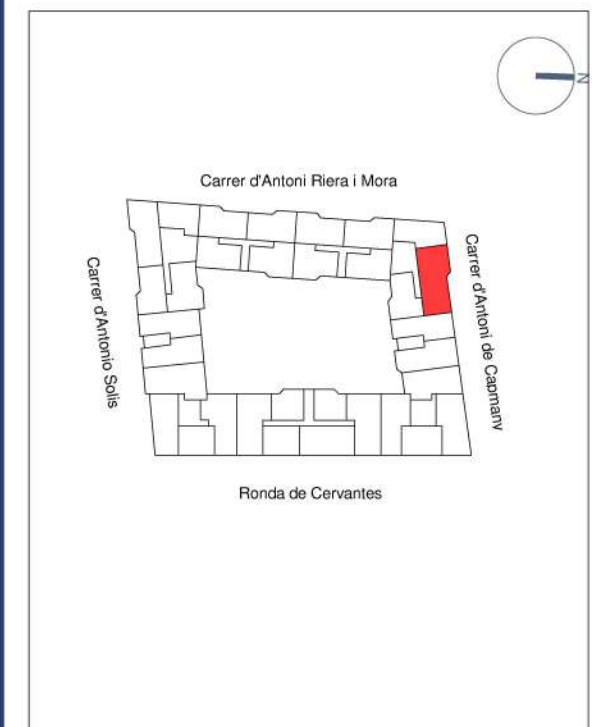 N
Carrer d'Antoni Riera i Mora
Carrer d'Antonio Solis
Carrer d'Antoni de Capmany
Ronda de Cervantes